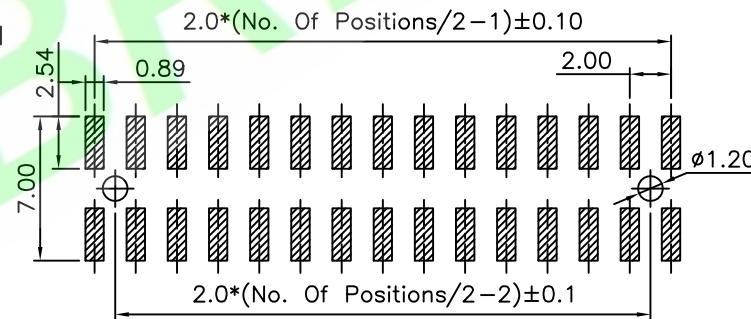 2.0*(No. Of Positions/2-1)±0.10
2.54
0.89
2.00
7.00
ø1.20
2.0*(No. Of Positions/2-2)±0.1